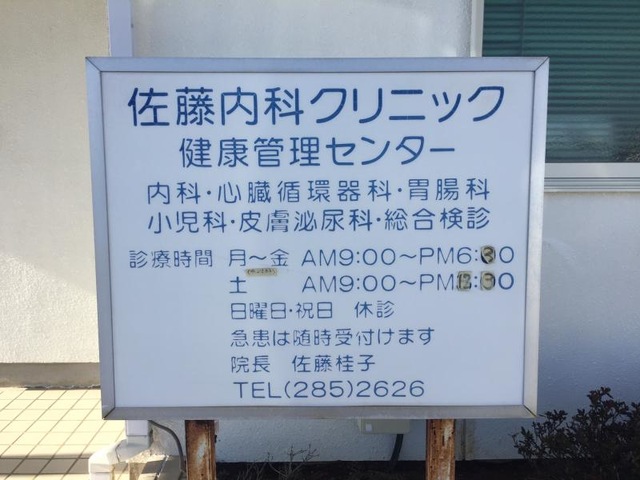 佐藤内科クリニック
健康管理センター
内科・心臓循環器科・胃腸科
小児科・皮膚泌尿科・総合検診
診療時間 月〜金 AM9:00〜PM6:30
土 AM9:00〜PM12:00
日曜日・祝日 休診
急患は随時受付けます
院長 佐藤桂子
TEL(285)2626